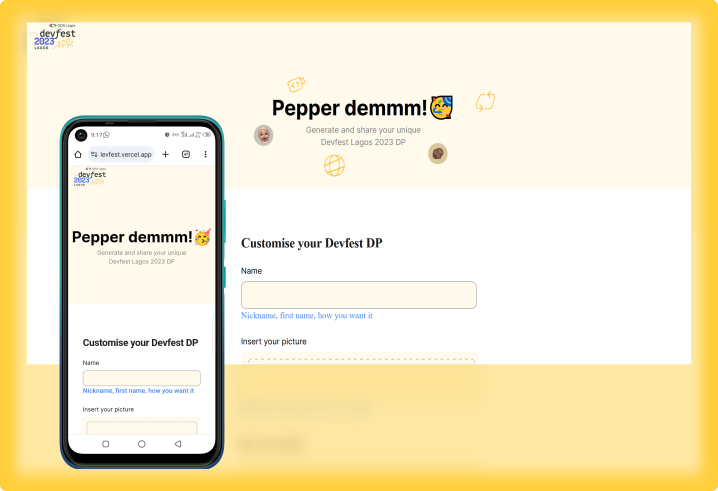 GDG Lagos
devfest
2023
LAGOS
Pepper demmm!🥳
Generate and share your unique
Devfest Lagos 2023 DP
Customise your Devfest DP
Name
Nickname, first name, how you want it
Insert your picture
9:17
levfest.vercel.app
devfest
2023
LAGOS
Pepper demmm!🥳
Generate and share your unique
Devfest Lagos 2023 DP
Customise your Devfest DP
Name
Nickname, first name, how you want it
Insert your picture